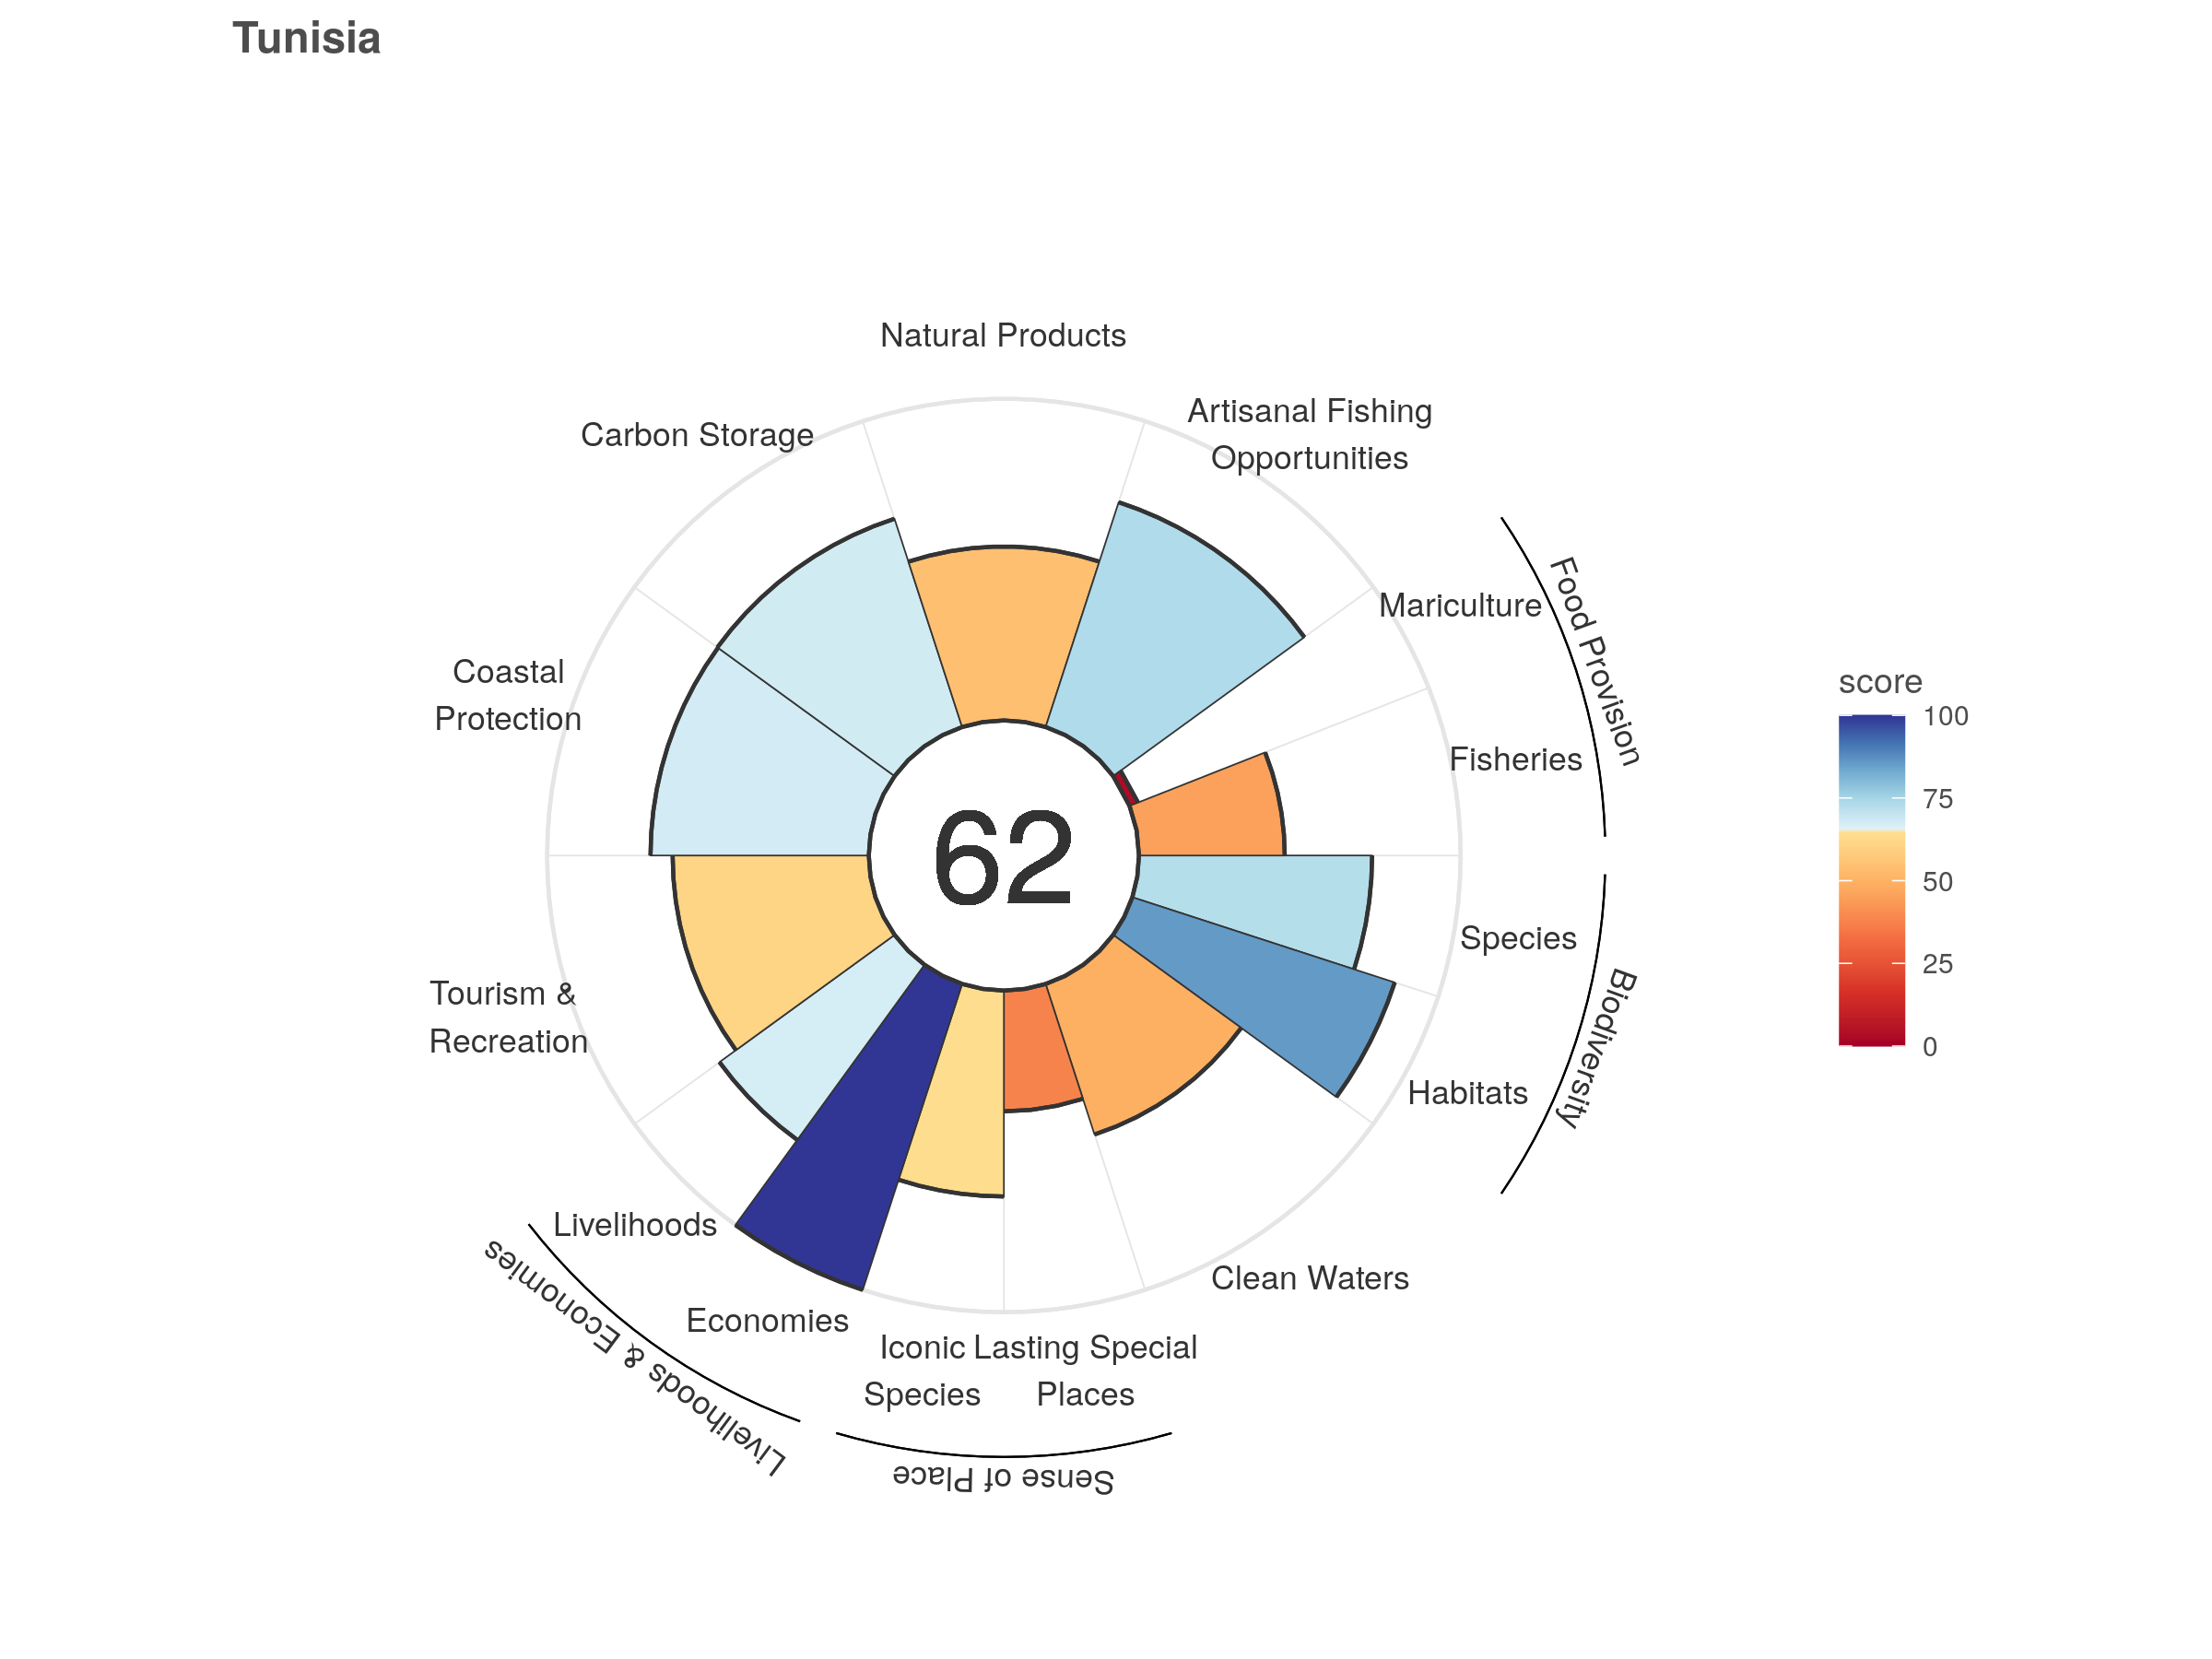 Tunisia
Natural Products
Artisanal Fishing
Opportunities
Carbon Storage
Mariculture
Food Provision
Coastal
Protection
Fisheries
score
100
75
50
25
0
62
Species
Biodiversity
Tourism &
Recreation
Habitats
Livelihoods
Clean Waters
Economies
Livelihoods & Economies
Iconic
Species
Lasting Special
Places
Sense of Place